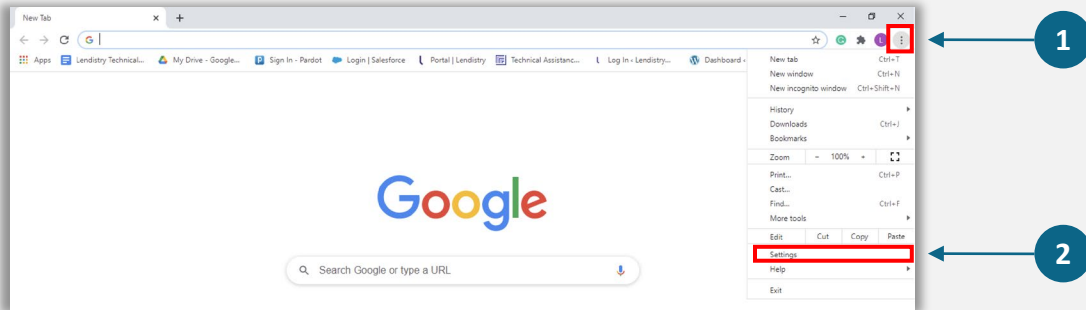 New Tab
1
G
L
Apps Lendistry Technical... My Drive - Google... Sign In - Pardot Login | Salesforce Portal | Lendistry Technical Assistanc... Log In ‹ Lendistry... Dashboard ‹
New tab Ctrl+T
New window Ctrl+N
New incognito window Ctrl+Shift+N
History
Downloads Ctrl+J
Bookmarks
Zoom - 100% +
Print... Ctrl+P
Cast...
Find... Ctrl+F
More tools
Edit Cut Copy Paste
Settings
2
Help
Exit
Google
Search Google or type a URL